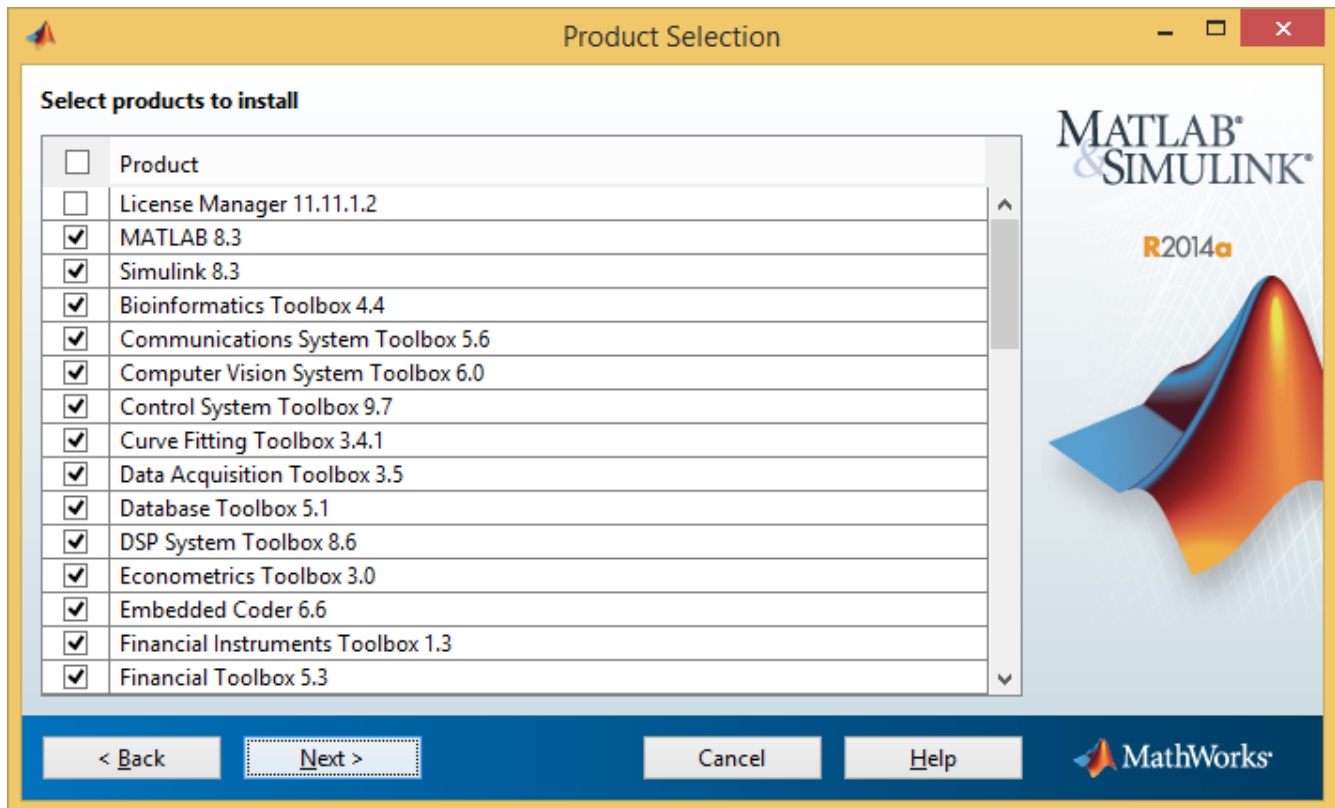 Product Selection
Select products to install
Product
License Manager 11.11.1.2
MATLAB 8.3
Simulink 8.3
Bioinformatics Toolbox 4.4
Communications System Toolbox 5.6
Computer Vision System Toolbox 6.0
Control System Toolbox 9.7
Curve Fitting Toolbox 3.4.1
Data Acquisition Toolbox 3.5
Database Toolbox 5.1
DSP System Toolbox 8.6
Econometrics Toolbox 3.0
Embedded Coder 6.6
Financial Instruments Toolbox 1.3
Financial Toolbox 5.3
MATLAB®
&SIMULINK®
R2014a
< Back
Next >
Cancel
Help
MathWorks®